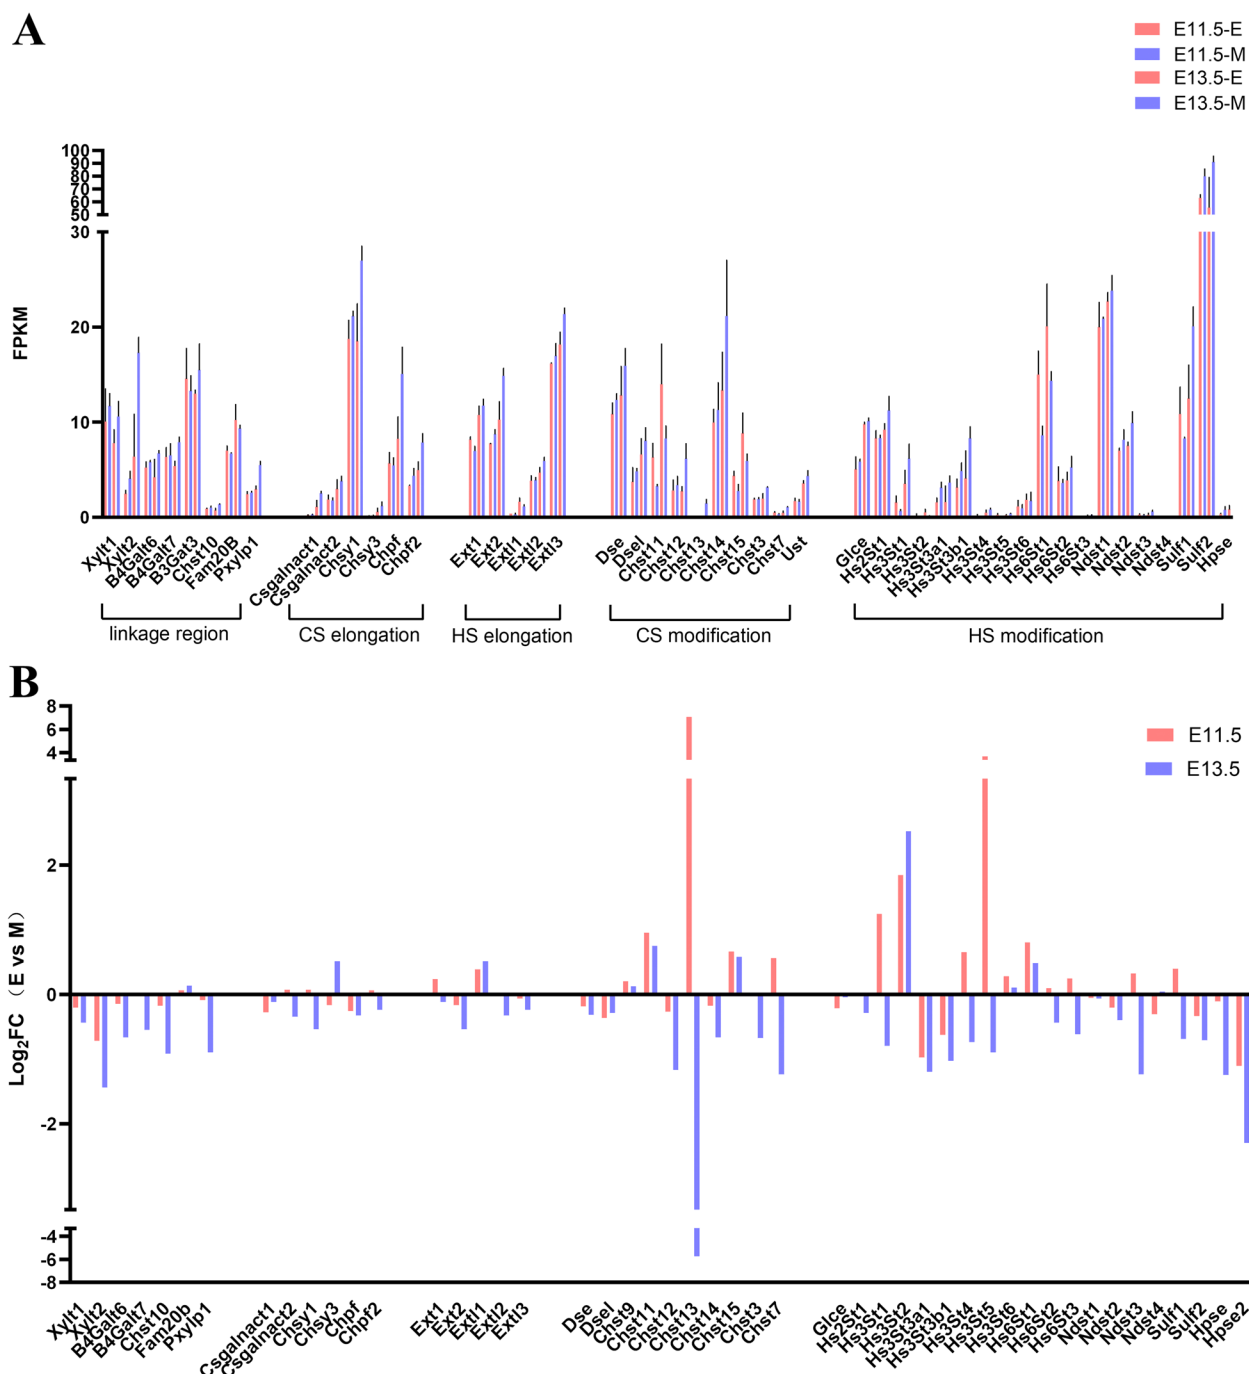 A
E11.5-E
E11.5-M
E13.5-E
E13.5-M
100
90
80
70
60
50
30
20
10
0
FPKM
Xylt1
Xylt2
B4Galt6
B4Galt7
B3Gat3
Chst10
Fam20B
Pxylp1
Csgalnact1
Csgalnact2
Chsy1
Chsy3
Chpf
Chpf2
Ext1
Ext2
Extl1
Extl2
Extl3
Dse
Dsel
Chst11
Chst12
Chst13
Chst14
Chst15
Chst3
Chst7
Ust
Glce
Hs2St1
Hs3St1
Hs3St2
Hs3St3a1
Hs3St3b1
Hs3St4
Hs3St5
Hs3St6
Hs6St1
Hs6St2
Hs6St3
Ndst1
Ndst2
Ndst3
Ndst4
Sulf1
Sulf2
Hpse
linkage region
CS elongation
HS elongation
CS modification
HS modification
B
E11.5
E13.5
8
6
4
2
0
-2
-4
-6
-8
Log2FC（E vs M）
Xylt1
Xylt2
B4Galt6
B4Galt7
Chst10
Fam20b
Pxylp1
Csgalnact1
Csgalnact2
Chsy1
Chsy3
Chpf
Chpf2
Ext1
Ext2
Extl1
Extl2
Extl3
Dse
Dsel
Chst9
Chst11
Chst12
Chst13
Chst14
Chst15
Chst3
Chst7
Glce
Hs2St1
Hs3St1
Hs3St2
Hs3St3a1
Hs3St3b1
Hs3St4
Hs3St5
Hs3St6
Hs6St1
Hs6St2
Hs6St3
Ndst1
Ndst2
Ndst3
Ndst4
Sulf1
Sulf2
Hpse
Hpse2